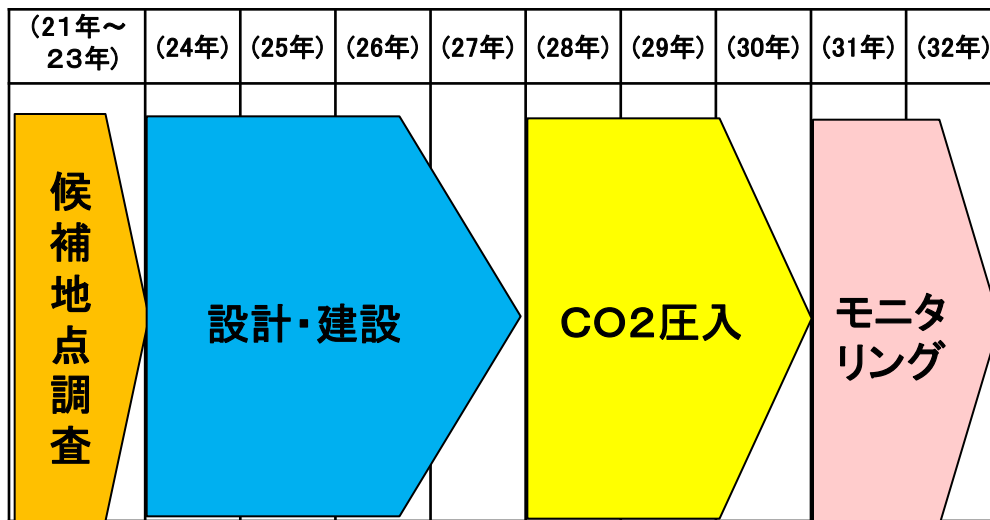 (21年～
２３年)
(24年)
(25年)
(26年)
(27年)
(28年)
(29年)
(30年)
(31年)
(32年)
候補地点調査
設計・建設
ＣＯ２圧入
モニタ
リング